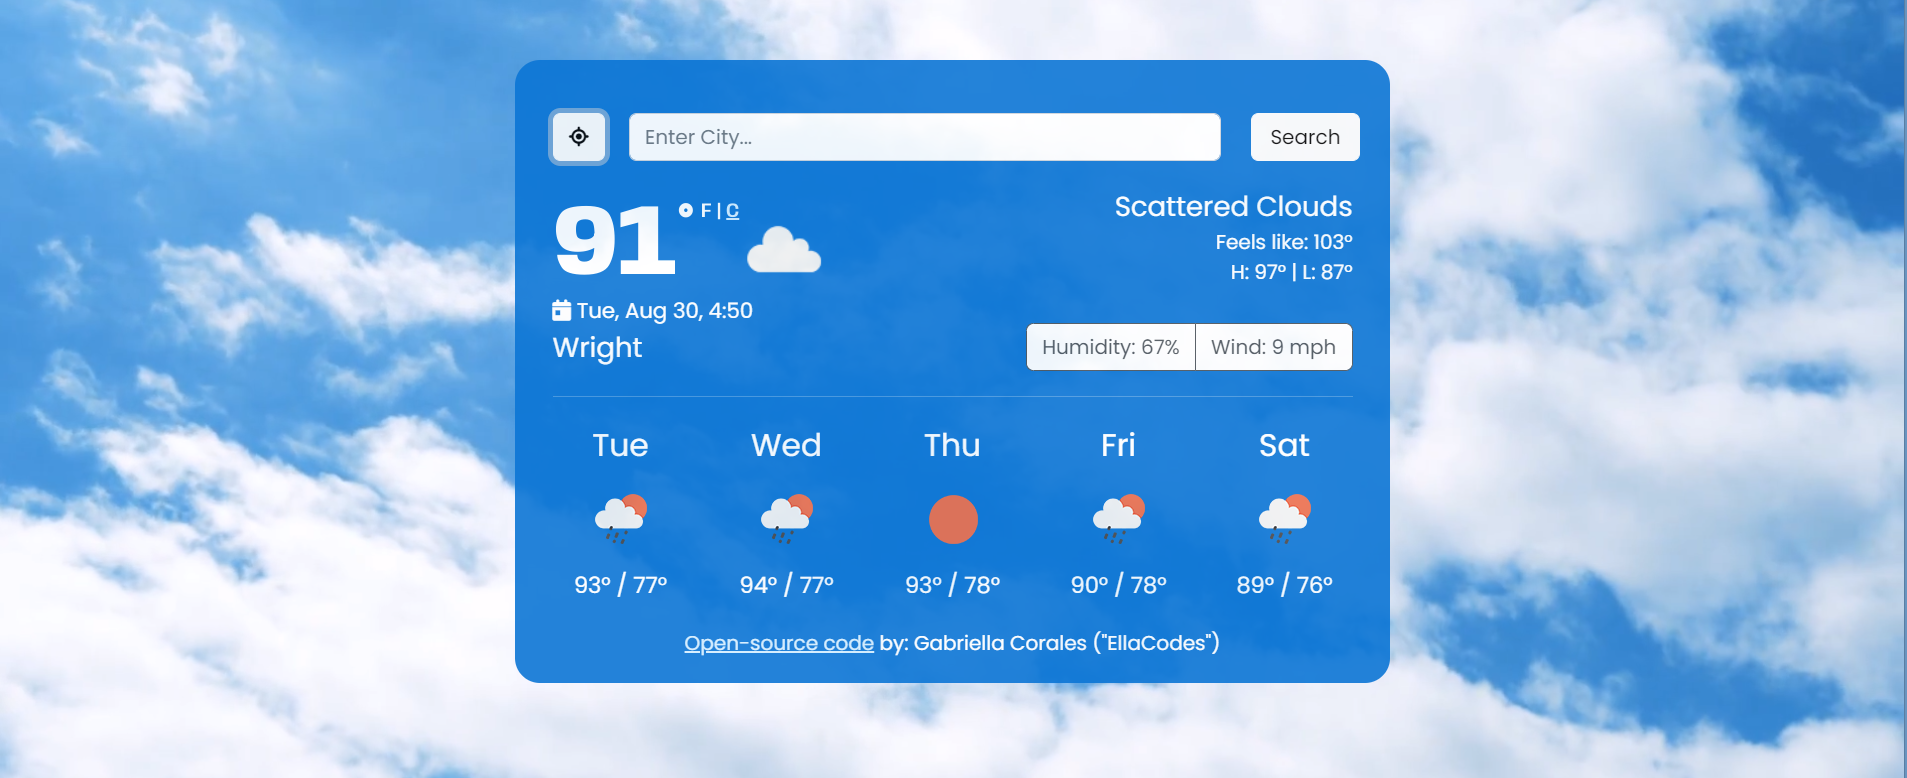 Enter City...
Search
91 ° F | C
Scattered Clouds
Feels like: 103°
H: 97° | L: 87°
Tue, Aug 30, 4:50
Wright
Humidity: 67% Wind: 9 mph
Tue Wed Thu Fri Sat
93° / 77° 94° / 77° 93° / 78° 90° / 78° 89° / 76°
Open-source code by: Gabriella Corales ("EllaCodes")